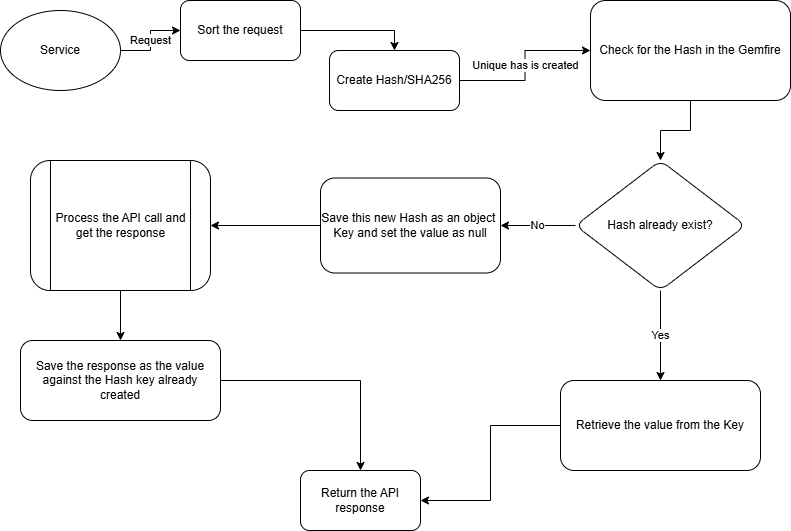 Service
Request
Sort the request
Create Hash/SHA256
Unique has is created
Check for the Hash in the Gemfire
Hash already exist?
No
Save this new Hash as an object
Key and set the value as null
Process the API call and
get the response
Save the response as the value
against the Hash key already
created
Yes
Retrieve the value from the Key
Return the API
response